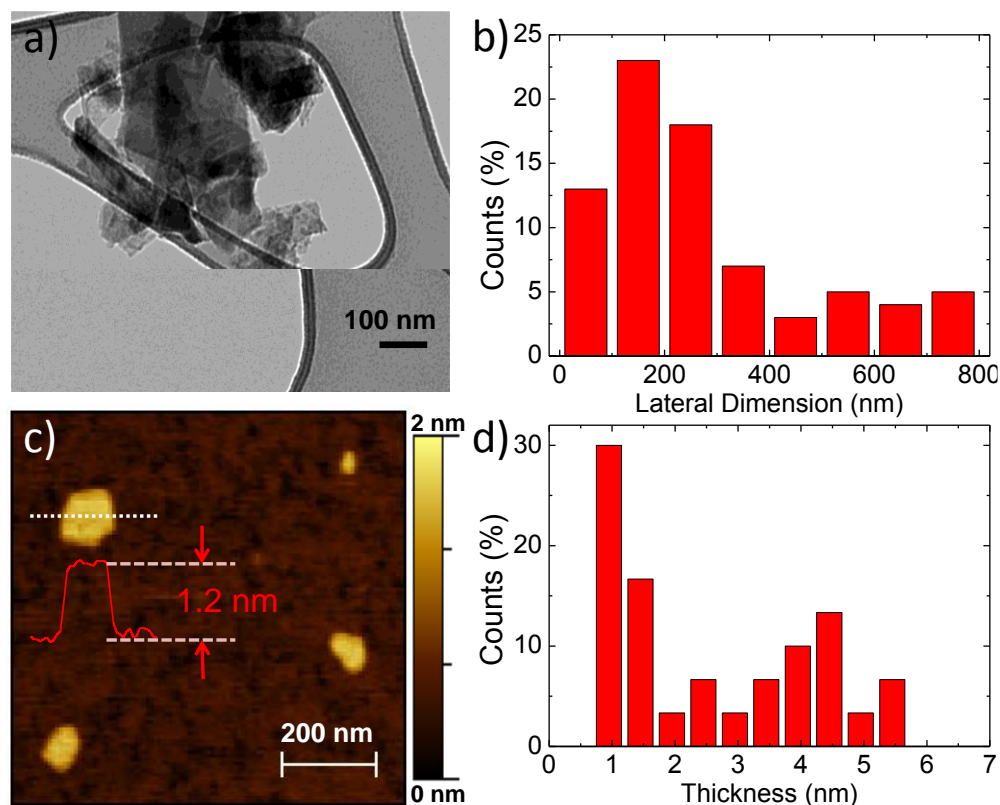 a)
100 nm
b)
25
20
15
10
5
0
Counts (%)
0 200 400 600 800
Lateral Dimension (nm)
c)
2 nm
1.2 nm
200 nm
0 nm
d)
30
20
10
0
Counts (%)
0 1 2 3 4 5 6 7
Thickness (nm)